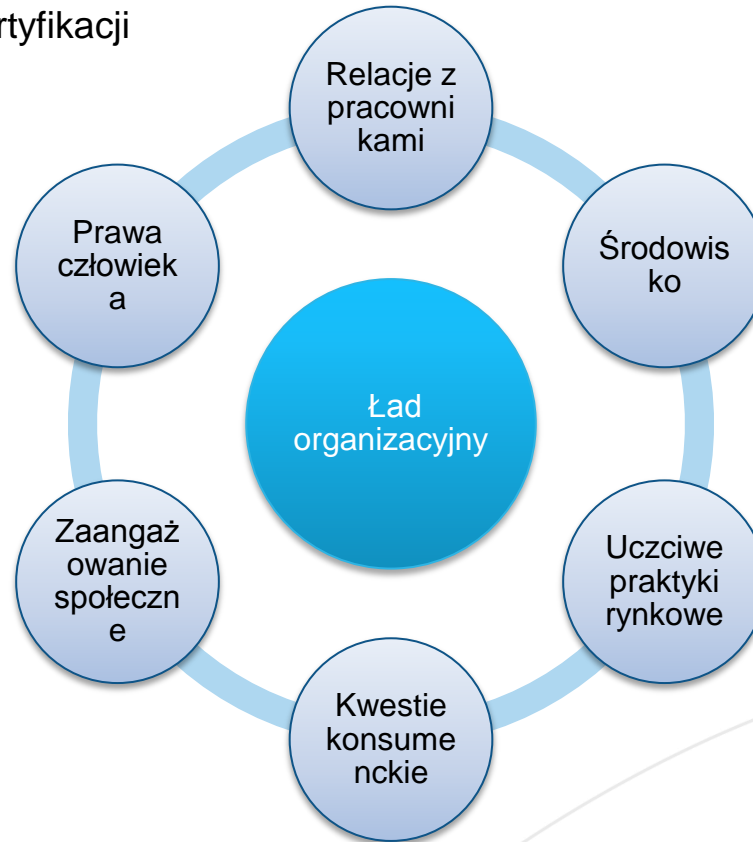 rtyfikacji
Relacje z
pracowni
kami
Prawa
człowiek
a
Środowis
ko
Ład
organizacyjny
Zaangaż
owanie
społeczn
e
Uczciwe
praktyki
rynkowe
Kwestie
konsume
nckie